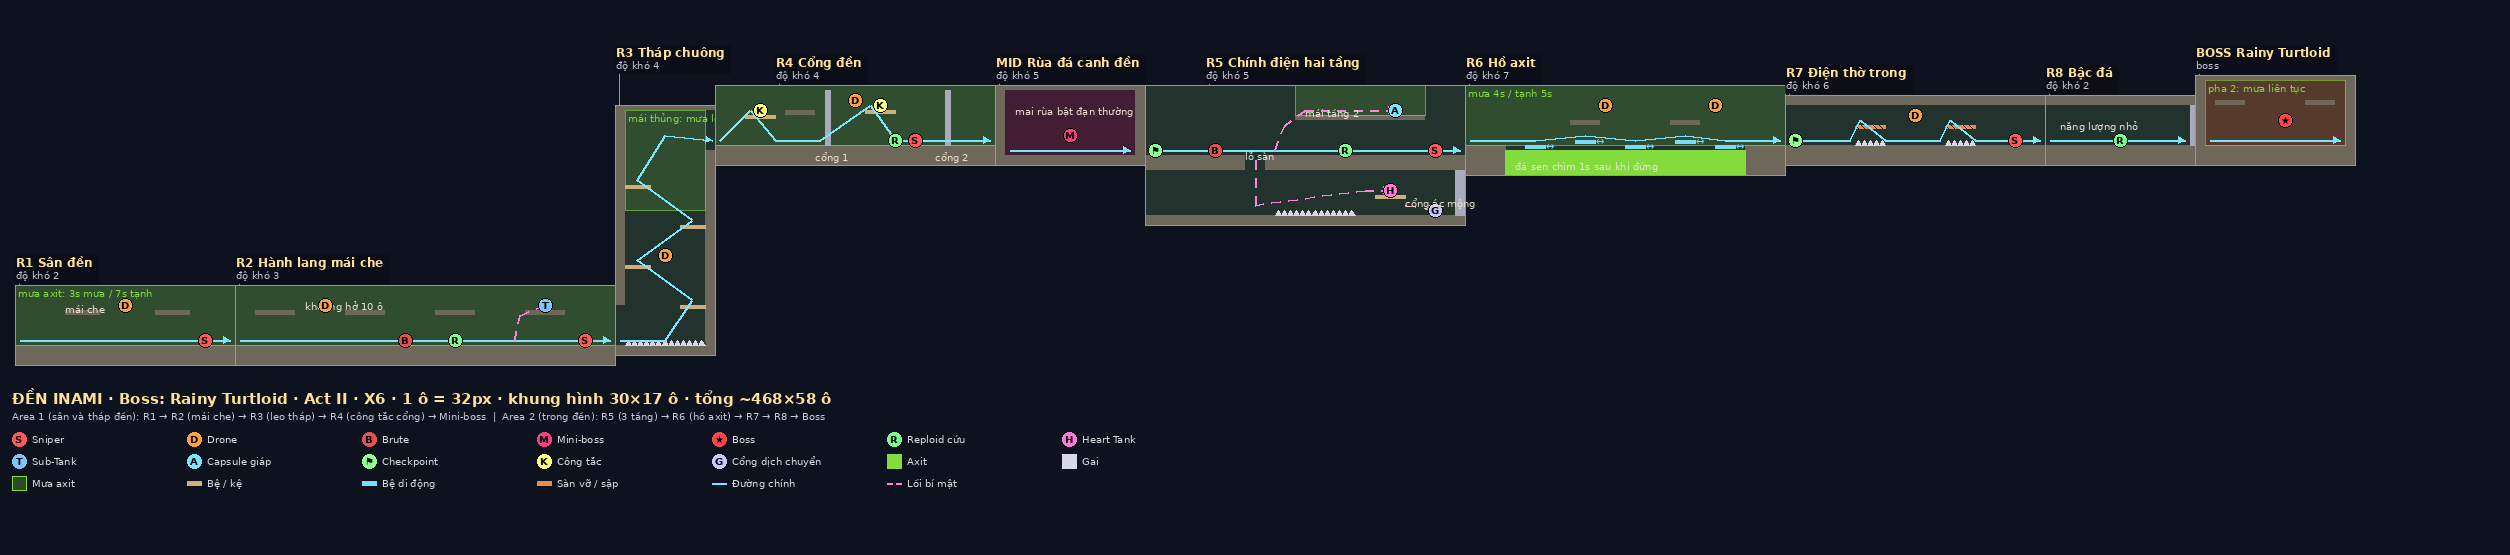 R3 Tháp chuông
độ khó 4
R4 Cổng đền
độ khó 4
MID Rùa đá canh đền
độ khó 5
R5 Chính điện hai tầng
độ khó 5
R6 Hồ axit
độ khó 7
R7 Điện thờ trong
độ khó 6
R8 Bậc đá
độ khó 2
BOSS Rainy Turtloid
boss
mái thủng: mưa
K
D
K
R
S
cổng 1
cổng 2
mai rùa bật đạn thường
M
A
mái tầng 2
B
R
S
lỗ sàn
H
G
cổng ác mộng
mưa 4s / tạnh 5s
D
D
đá sen chìm 1s sau khi đứng
D
S
năng lượng nhỏ
R
pha 2: mưa liên tục
D
R1 Sân đền
độ khó 2
R2 Hành lang mái che
độ khó 3
mưa axit: 3s mưa / 7s tạnh
mái che
D
S
D
hở 10 ô
B
R
T
S
ĐỀN INAMI · Boss: Rainy Turtloid · Act II · X6 · 1 ô = 32px · khung hình 30×17 ô · tổng ~468×58 ô
Area 1 (sân và tháp đền): R1 → R2 (mái che) → R3 (leo tháp) → R4 (công tắc cổng) → Mini-boss | Area 2 (trong đền): R5 (3 tầng) → R6 (hồ axit) → R7 → R8 → Boss
S Sniper
D Drone
B Brute
M Mini-boss
★ Boss
R Reploid cứu
H Heart Tank
T Sub-Tank
A Capsule giáp
⚑ Checkpoint
K Công tắc
G Cổng dịch chuyển
Axit
Gai
Mưa axit
Bệ / kệ
Bệ di động
Sàn vỡ / sập
Đường chính
Lối bí mật